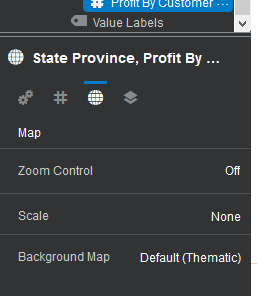 Profit By Customer ...
Value Labels
State Province, Profit By ...
Map
Zoom Control Off
Scale None
Background Map Default (Thematic)